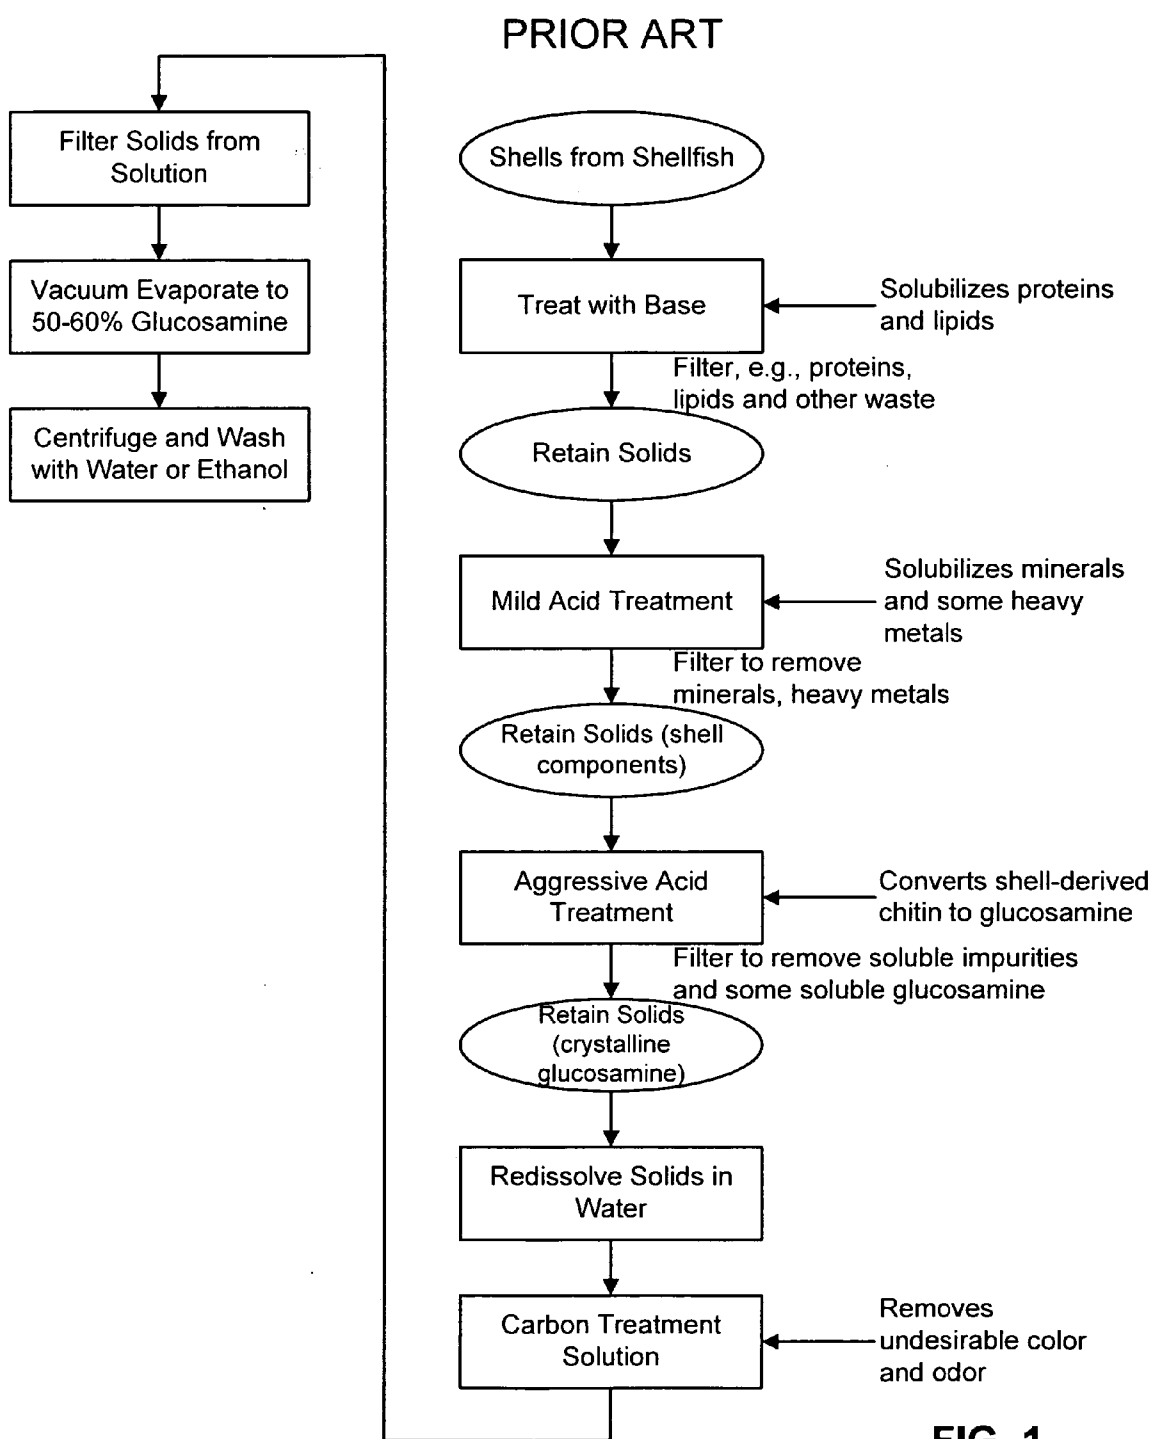 PRIOR ART
Filter Solids from
Solution
Vacuum Evaporate to
50-60% Glucosamine
Centrifuge and Wash
with Water or Ethanol
Shells from Shellfish
Treat with Base
Solubilizes proteins
and lipids
Filter, e.g., proteins,
lipids and other waste
Retain Solids
Mild Acid Treatment
Solubilizes minerals
and some heavy
metals
Filter to remove
minerals, heavy metals
Retain Solids (shell
components)
Aggressive Acid
Treatment
Converts shell-derived
chitin to glucosamine
Filter to remove soluble impurities
and some soluble glucosamine
Retain Solids
(crystalline
glucosamine)
Redissolve Solids in
Water
Carbon Treatment
Solution
Removes
undesirable color
and odor
FIG. 1